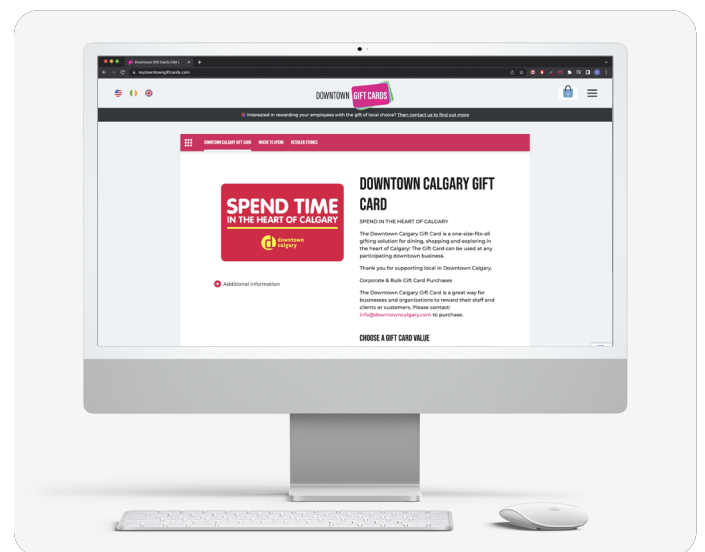 Downtown Gift Cards USA |
mydowntowngiftcards.com
DOWNTOWN GIFT CARDS
Interested in rewarding your employees with the gift of local choice? Then contact us to find out more
DOWNTOWN CALGARY GIFT CARD WHERE TO SPEND RETAILER STORIES
SPEND TIME
IN THE HEART OF CALGARY
downtown
calgary
Additional Information
DOWNTOWN CALGARY GIFT
CARD
SPEND IN THE HEART OF CALGARY
The Downtown Calgary Gift Card is a one-size-fits-all
gifting solution for dining, shopping and exploring in
the heart of Calgary! The Gift Card can be used at any
participating downtown business.
Thank you for supporting local in Downtown Calgary.
Corporate & Bulk Gift Card Purchases
The Downtown Calgary Gift Card is a great way for
businesses and organizations to reward their staff and
clients or customers. Please contact:
info@downtowncalgary.com to purchase.
CHOOSE A GIFT CARD VALUE